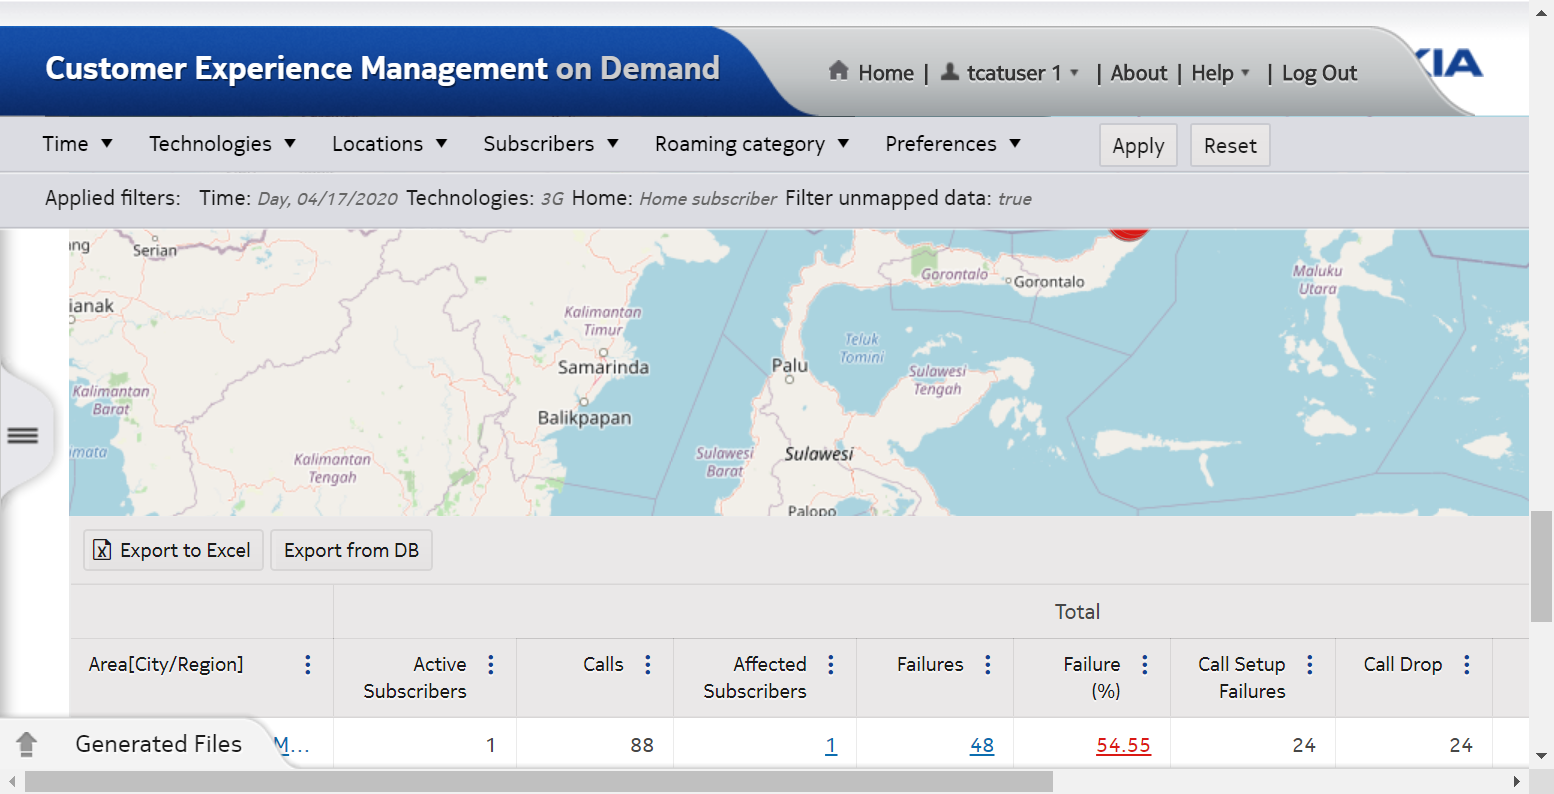 Customer Experience Management on Demand
Home | tcatuser 1 | About | Help | Log Out
KIA
Time Technologies Locations Subscribers Roaming category Preferences Apply Reset
Applied filters: Time: Day, 04/17/2020 Technologies: 3G Home: Home subscriber Filter unmapped data: true
ng
Serian
Gorontalo
Gorontalo
Maluku
Utara
ianak
Kalimantan
Timur
Teluk
Tomini
Samarinda
Palu
Sulawesi
Tengah
Kalimantan
Barat
Balikpapan
Sulawesi
Barat
Sulawesi
mata
Kalimantan
Tengah
Palopo
Export to Excel Export from DB
Total
Area[City/Region]
Active
Subscribers
Calls
Affected
Subscribers
Failures
Failure
(%)
Call Setup
Failures
Call Drop
Generated Files
M... 1 88 1 48 54.55 24 24